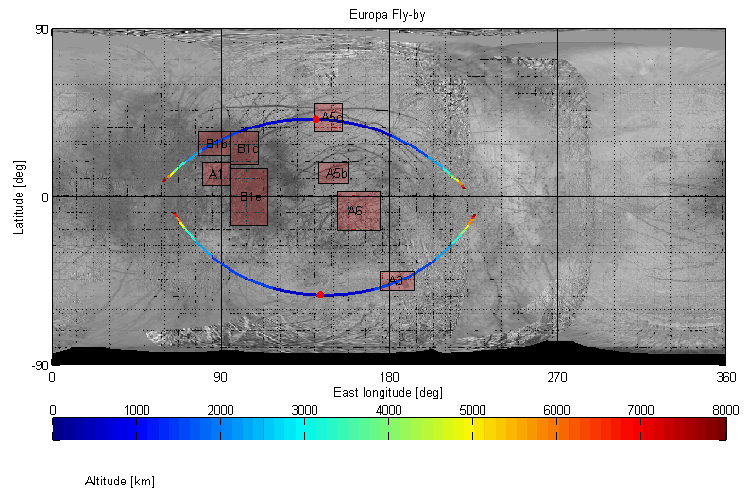 Europa Fly-by
90
A5c
B1b
B1c
A1
A5b
B1e
A6
A3
Latitude [deg]
0
-90
0 90 180 270 360
East longitude [deg]
0 1000 2000 3000 4000 5000 6000 7000 8000
Altitude [km]